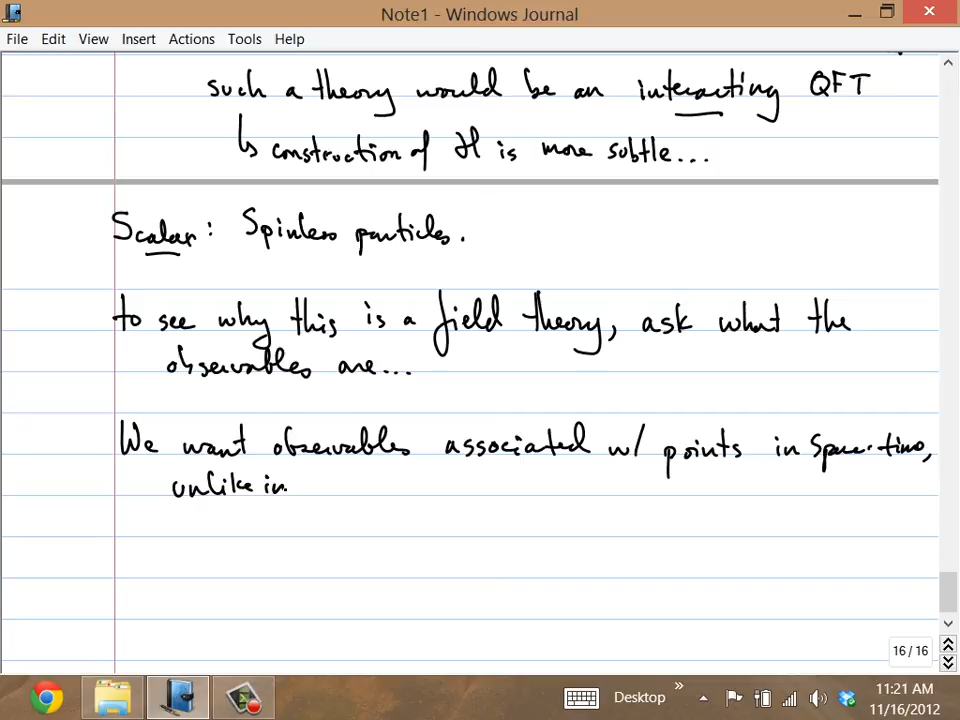 Note1 - Windows Journal
File Edit View Insert Actions Tools Help
such a theory would be an interacting QFT
↳ construction of H is more subtle...
Scalar: Spinless particles.
to see why this is a field theory, ask what the
observables are...
We want observables associated w/ points in space-time,
unlike in
16 / 16
Desktop
11:21 AM
11/16/2012